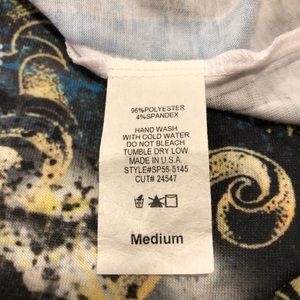 96%POLYESTER
4%SPANDEX
HAND WASH
WITH COLD WATER
DO NOT BLEACH
TUMBLE DRY LOW
MADE IN U.S.A.
STYLE#SP58-5145
CUT# 24547
Medium